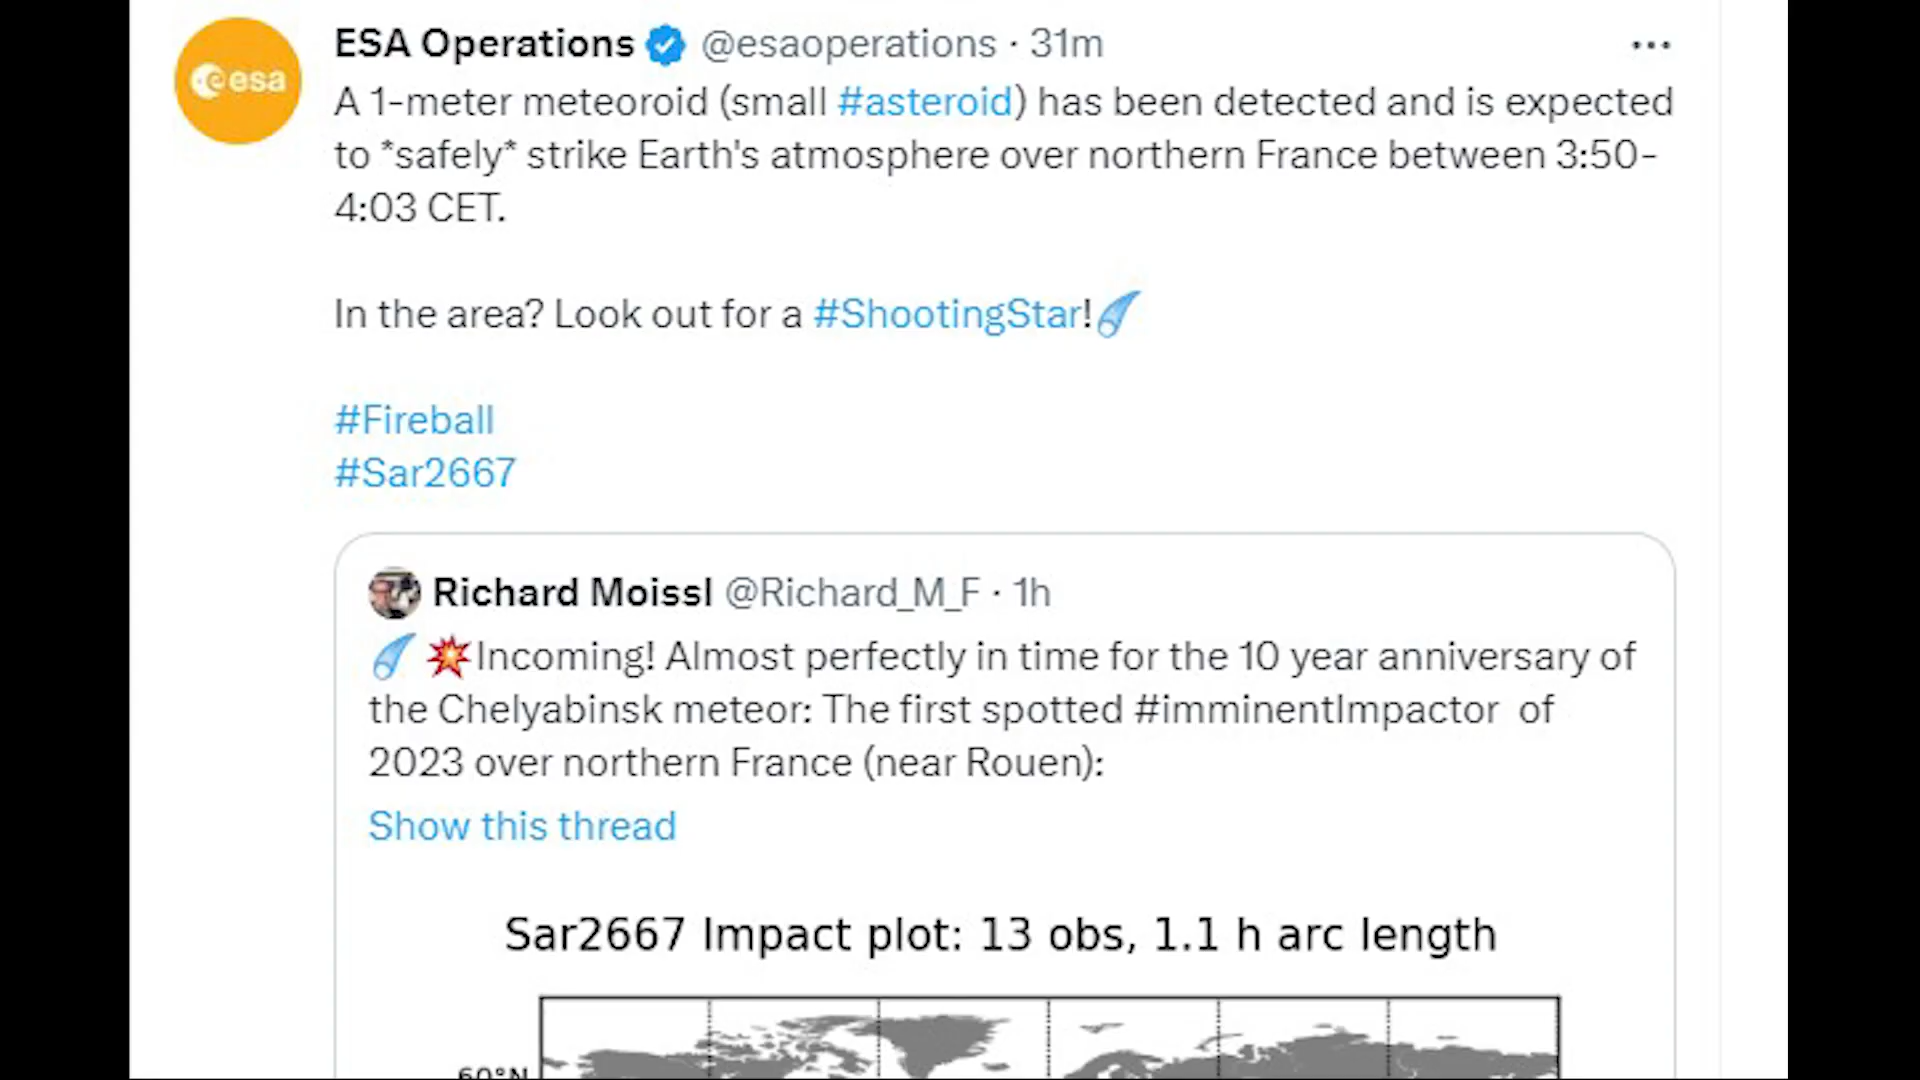 ESA Operations @esaoperations · 31m
esa
A 1-meter meteoroid (small #asteroid) has been detected and is expected
to *safely* strike Earth's atmosphere over northern France between 3:50-
4:03 CET.
In the area? Look out for a #ShootingStar!
#Fireball
#Sar2667
Richard Moissl @Richard_M_F · 1h
Incoming! Almost perfectly in time for the 10 year anniversary of
the Chelyabinsk meteor: The first spotted #imminentImpactor of
2023 over northern France (near Rouen):
Show this thread
Sar2667 Impact plot: 13 obs, 1.1 h arc length
60°N